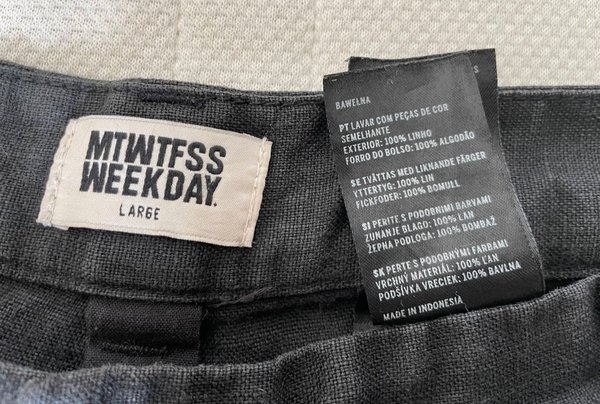 MTWTFSS
WEEKDAY.
LARGE
S
BAWEŁNA
PT LAVAR COM PEÇAS DE COR
SEMELHANTE
EXTERIOR: 100% LINHO
FORRO DO BOLSO: 100% ALGODÃO
SE TVÄTTAS MED LIKNANDE FÄRGER
YTTERTYG: 100% LIN
FICKFODER: 100% BOMULL
SI PERITE S PODOBNIMI BARVAMI
ZUNANJE BLAGO: 100% LAN
ŽEPNA PODLOGA: 100% BOMBAŽ
SK PERTE S PODOBNÝMI FARBAMI
VRCHNÝ MATERIÁL: 100% ĽAN
PODŠÍVKA VRECIEK: 100% BAVLNA
MADE IN INDONESIA